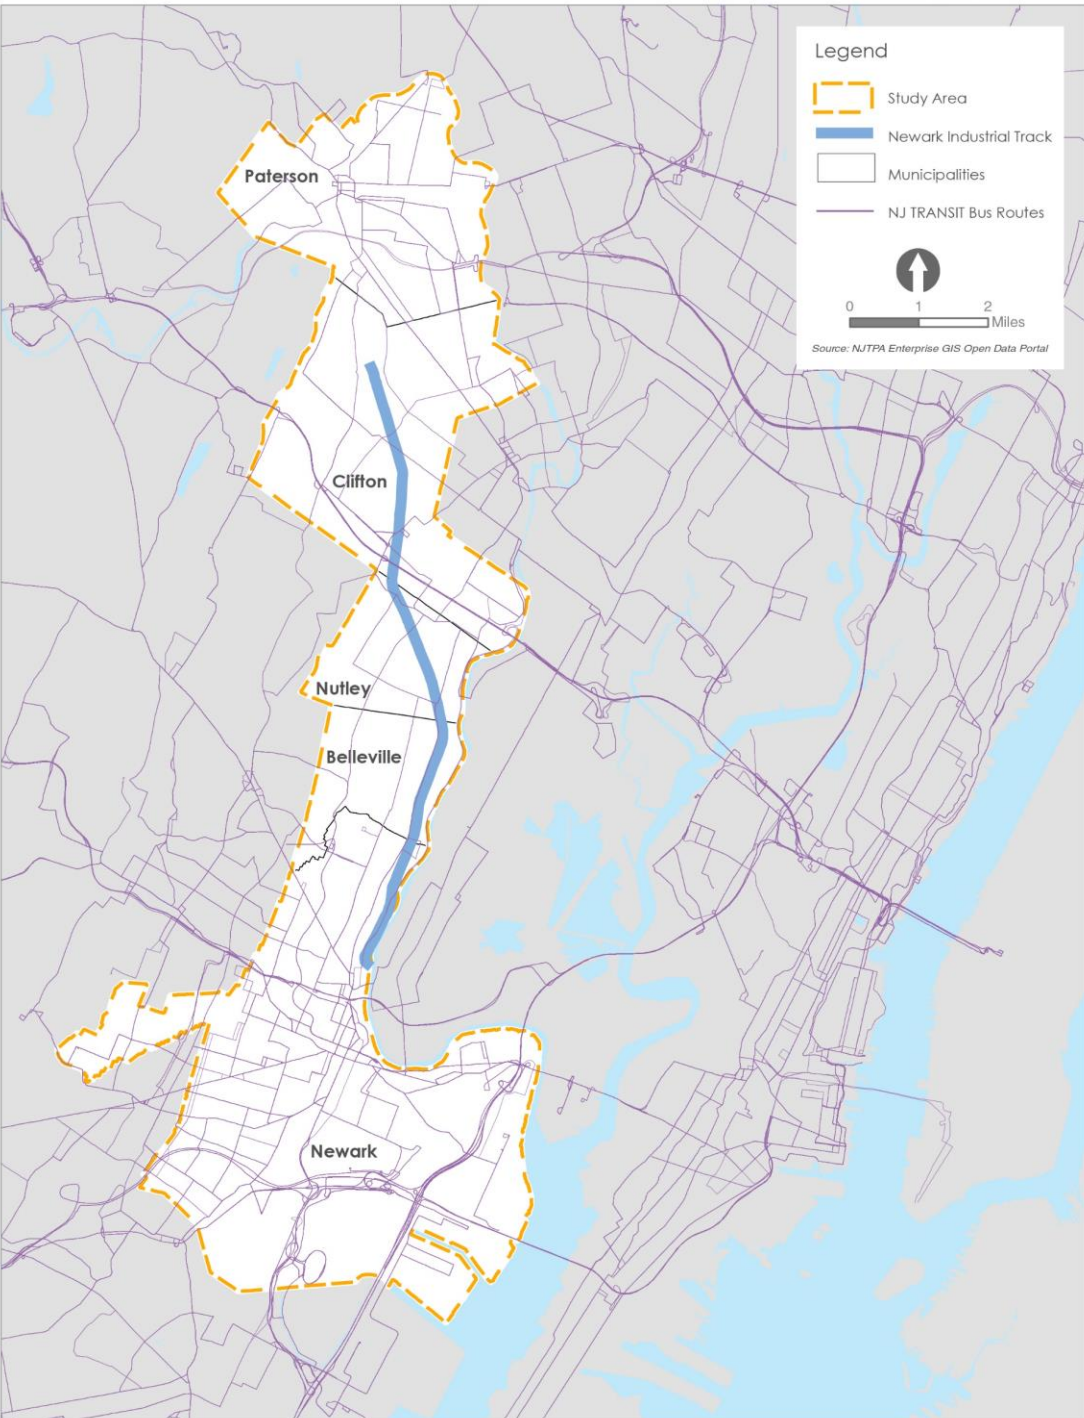 Legend
Study Area
Newark Industrial Track
Municipalities
NJ TRANSIT Bus Routes
0 1 2
Miles
Source: NJTPA Enterprise GIS Open Data Portal
Paterson
Clifton
Nutley
Belleville
Newark